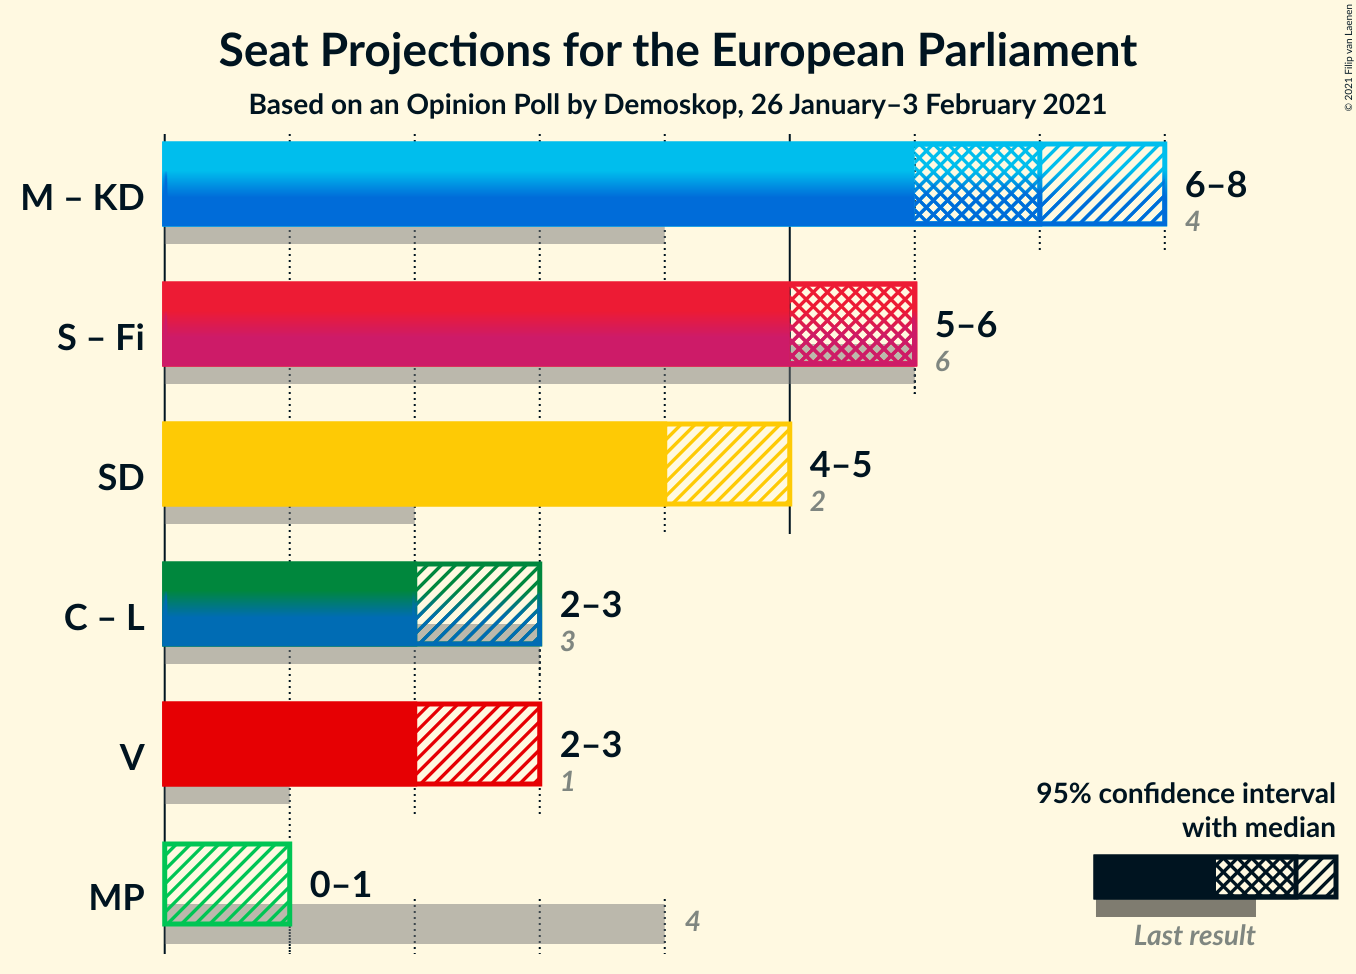 Seat Projections for the European Parliament
Based on an Opinion Poll by Demoskop, 26 January–3 February 2021
© 2021 Filip van Laenen
M – KD
6–8
4
S – Fi
5–6
6
SD
4–5
2
C – L
2–3
3
V
2–3
1
MP
0–1
4
95% confidence interval
with median
Last result